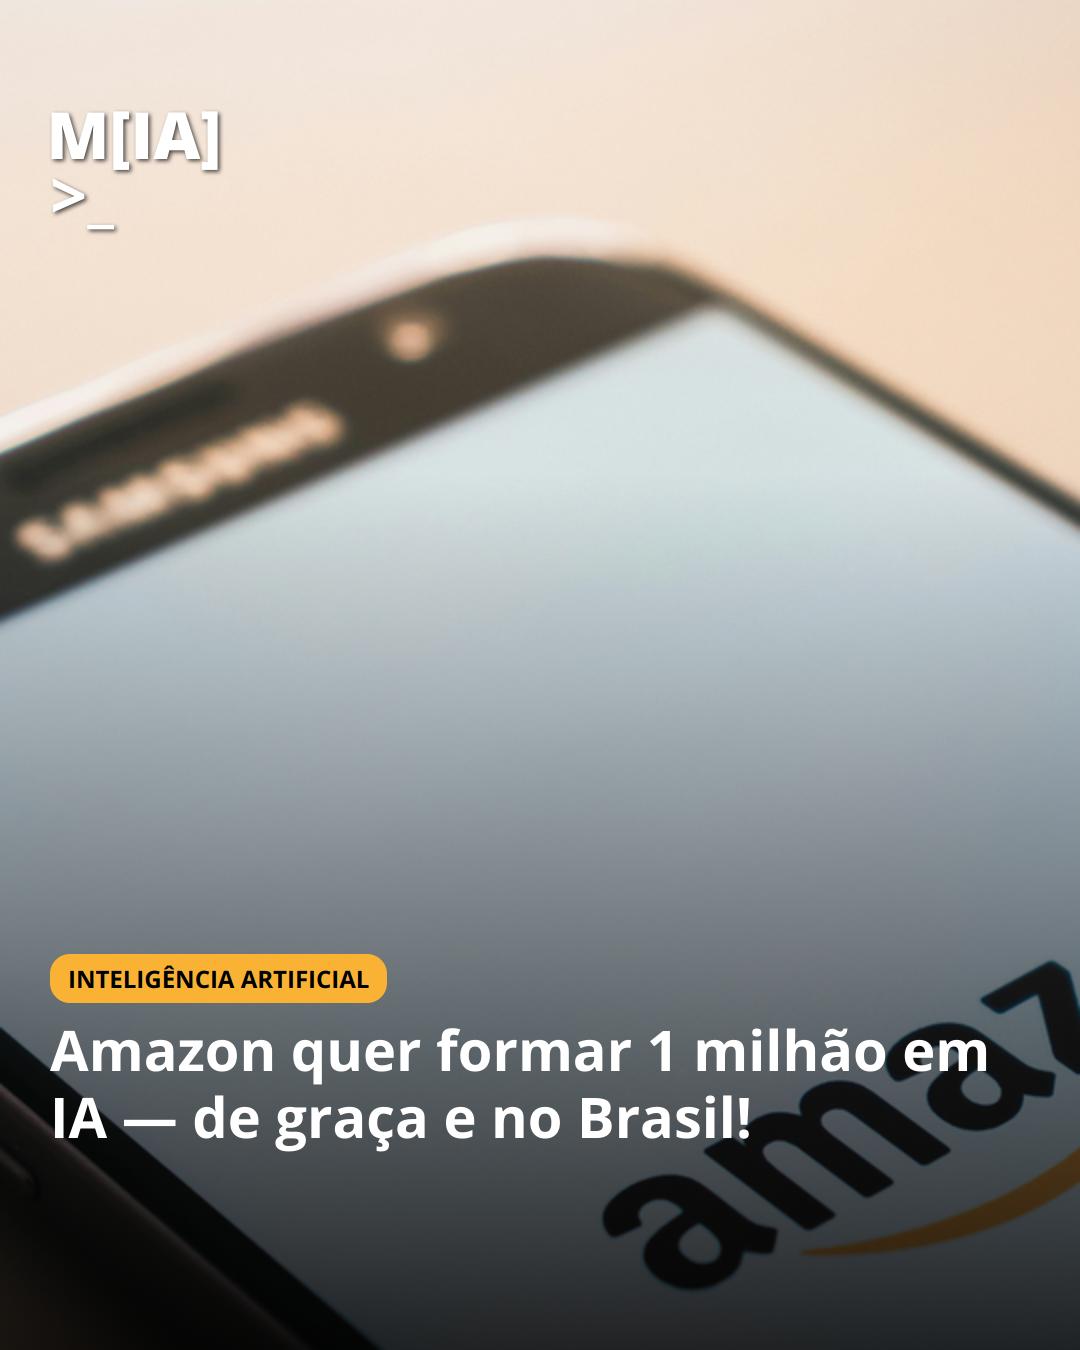 M[IA]
>_
SAMSUNG
INTELIGÊNCIA ARTIFICIAL
Amazon quer formar 1 milhão em
IA — de graça e no Brasil!
amaz